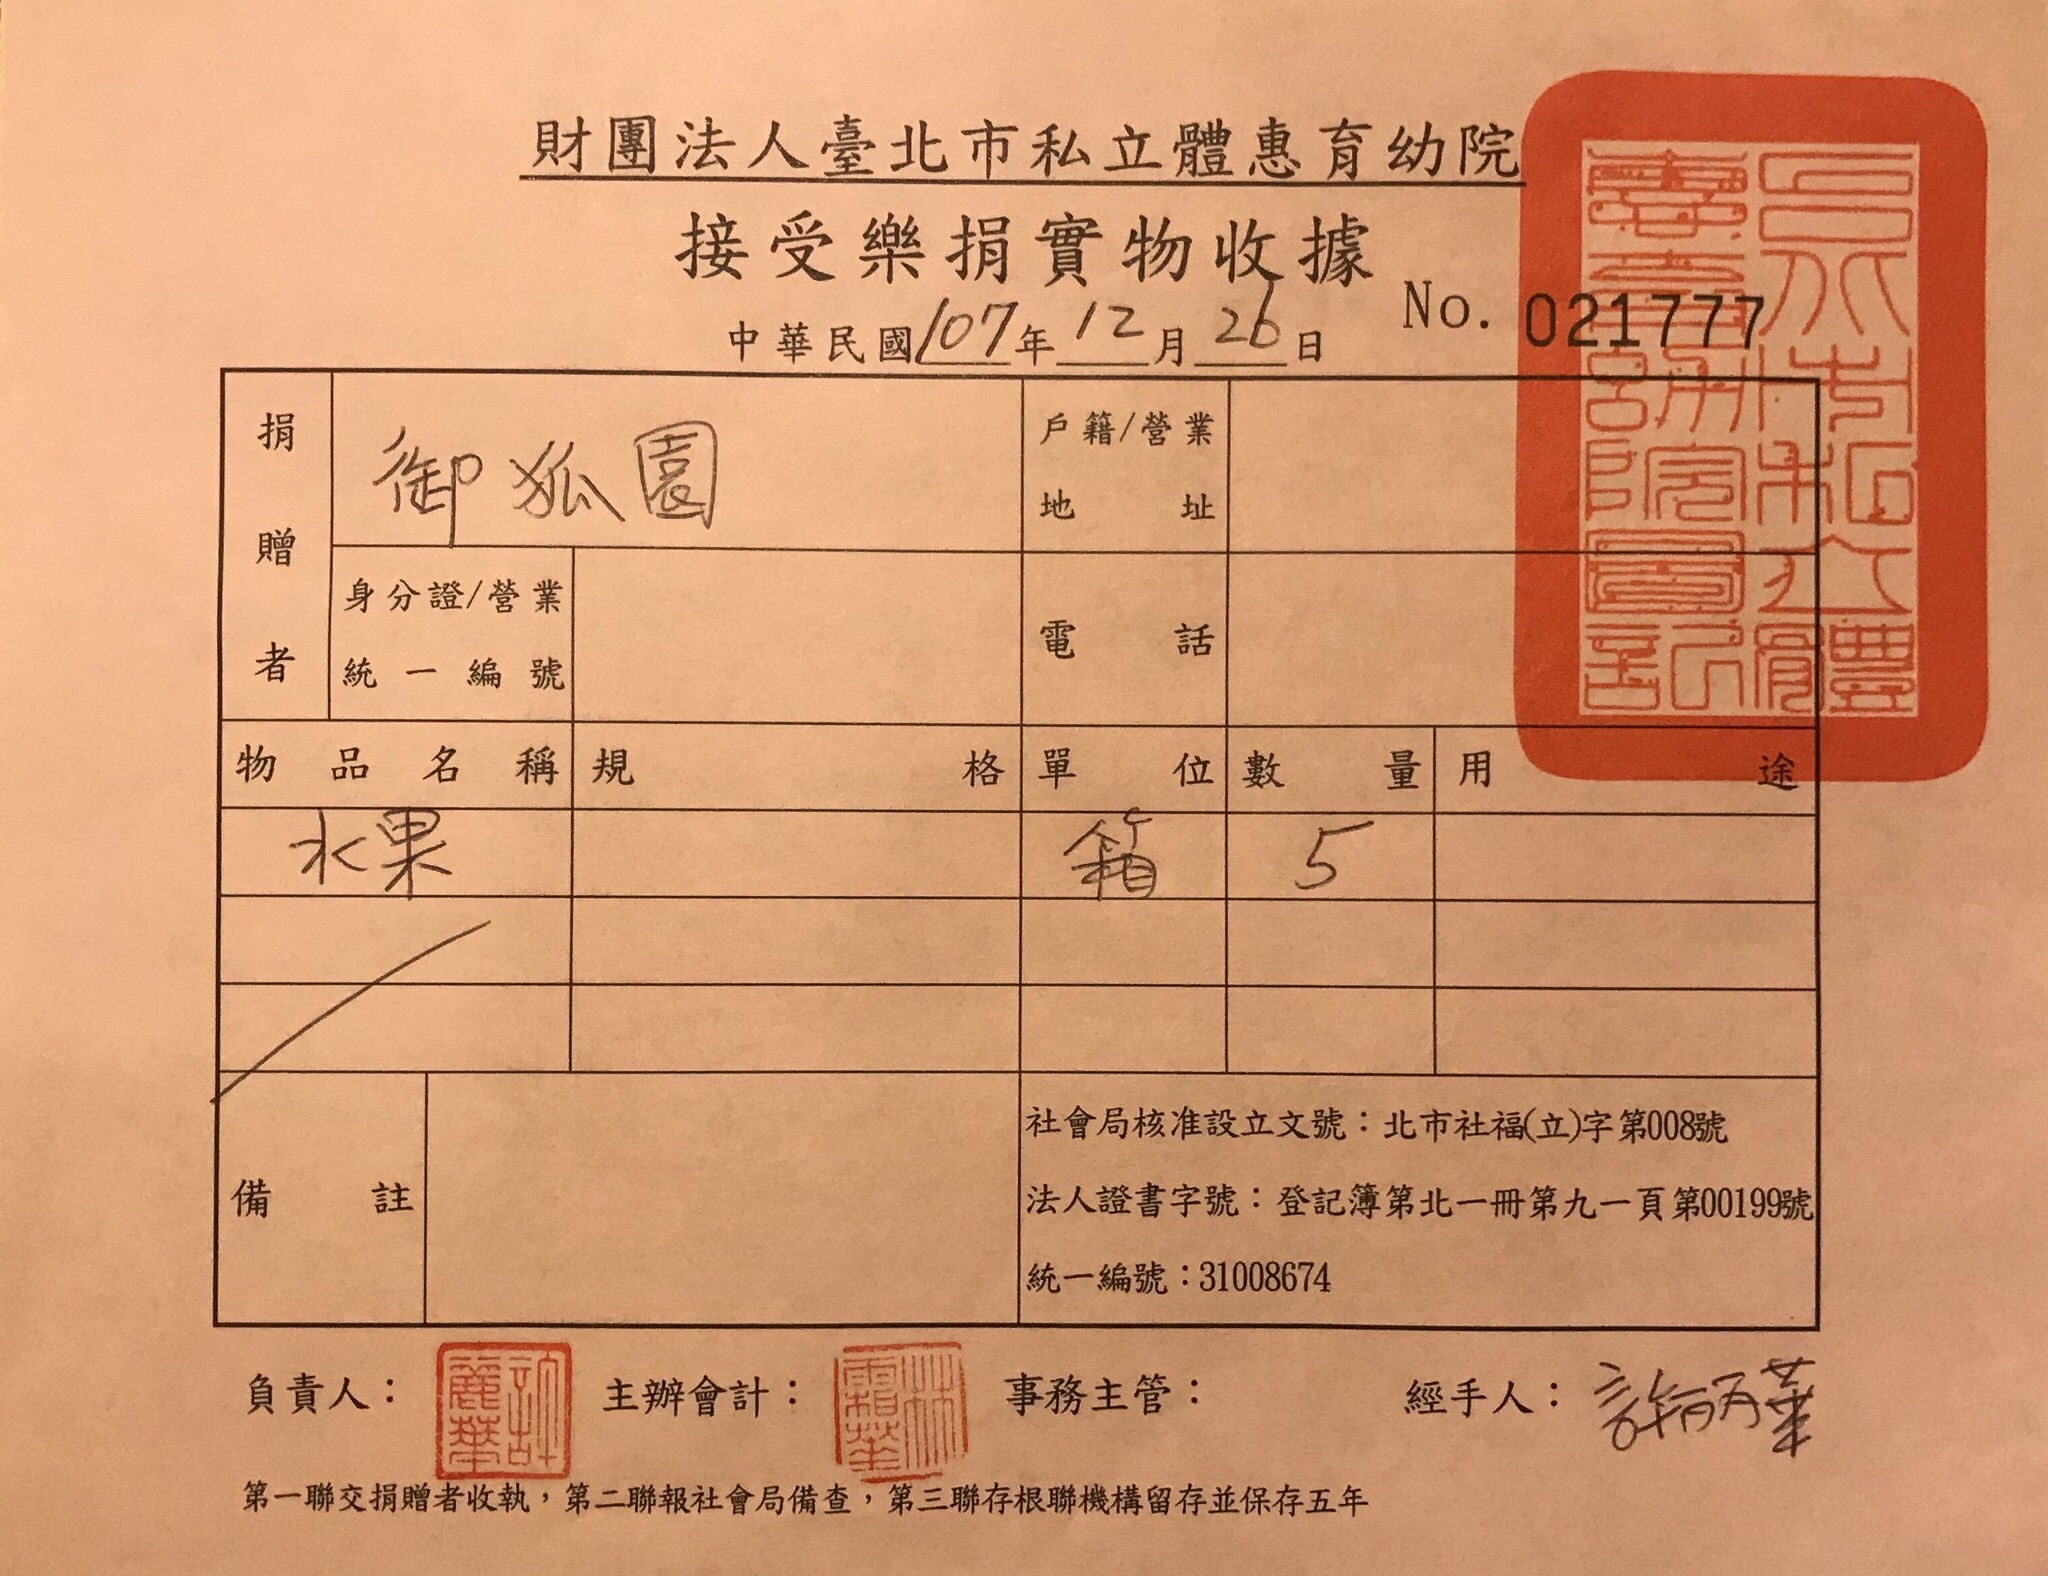 財團法人臺北市私立體惠育幼院
接受樂捐實物收據
中華民國107年12月26日
No. 021777
捐贈者
御狐園
戶籍/營業地址
身分證/營業統一編號
電話
物品名稱 規格 單位 數量 用途
水果 箱 5
備註
社會局核准設立文號：北市社福(立)字第008號
法人證書字號：登記簿第北一冊第九一頁第00199號
統一編號：31008674
負責人： 許麗華 主辦會計： 事務主管： 經手人：
第一聯交捐贈者收執，第二聯報社會局備查，第三聯存根聯機構留存並保存五年